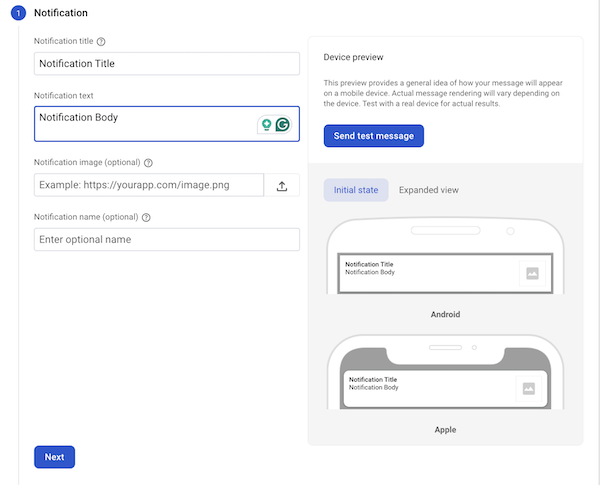 1 Notification
Notification title
Notification Title
Notification text
Notification Body
Notification image (optional)
Example: https://yourapp.com/image.png
Notification name (optional)
Enter optional name
Next
Device preview
This preview provides a general idea of how your message will appear
on a mobile device. Actual message rendering will vary depending on
the device. Test with a real device for actual results.
Send test message
Initial state
Expanded view
Notification Title
Notification Body
Android
Notification Title
Notification Body
Apple